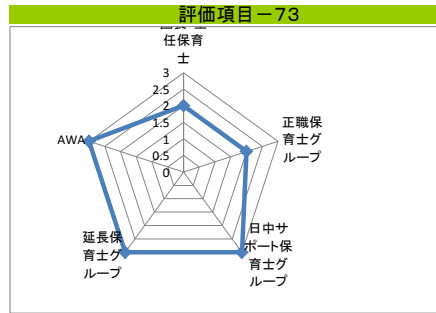 評価項目－73
任保育
士
3
2.5
2
1.5
1
0.5
0
正職保
育士グ
ループ
日中サ
ポート保
育士グ
ループ
延長保
育士グ
ループ
AWA